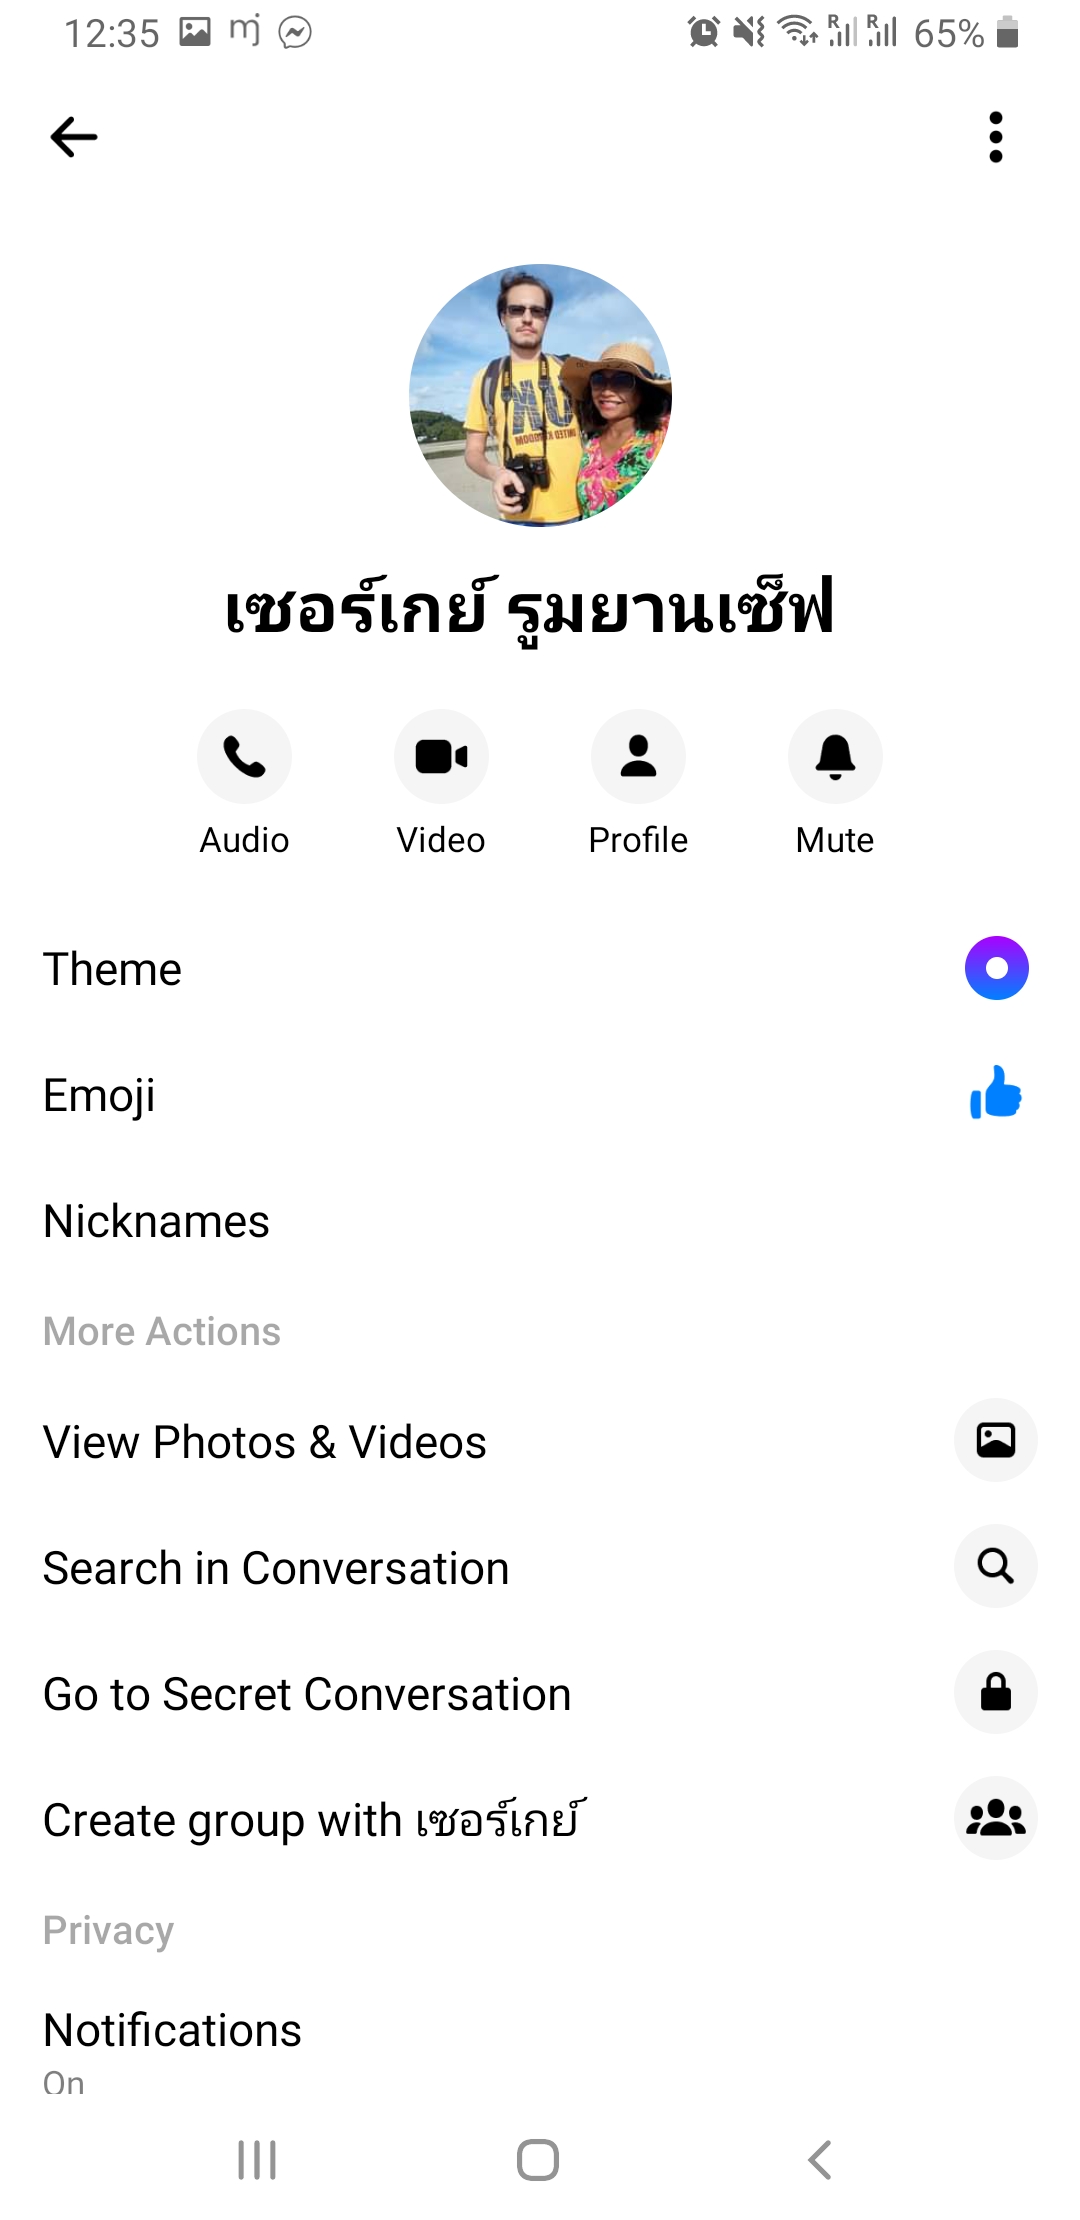 12:35 mj R R 65%
เซอร์เกย์ รูมยานเซ็ฟ
Audio Video Profile Mute
Theme
Emoji
Nicknames
More Actions
View Photos & Videos
Search in Conversation
Go to Secret Conversation
Create group with เซอร์เกย์
Privacy
Notifications
On